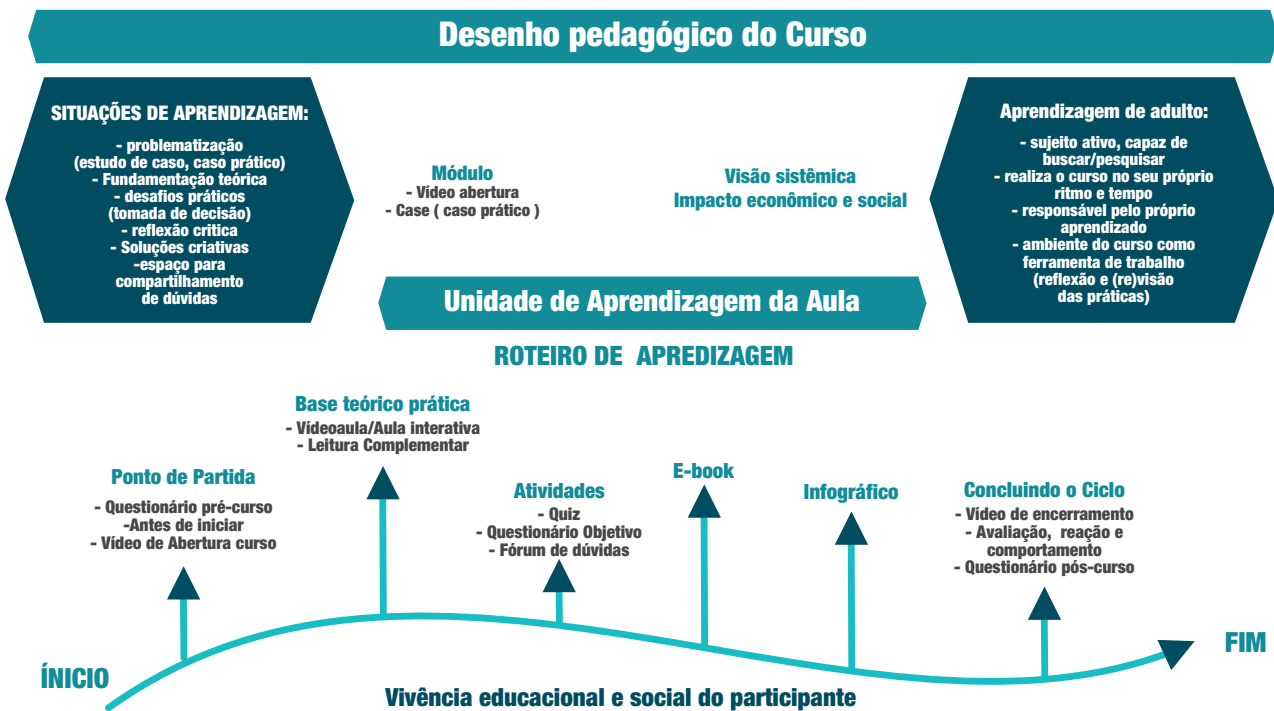 Desenho pedagógico do Curso
SITUAÇÕES DE APRENDIZAGEM:
- problematização
(estudo de caso, caso prático)
- Fundamentação teórica
- desafios práticos
(tomada de decisão)
- reflexão critica
- Soluções criativas
-espaço para
compartilhamento
de dúvidas
Módulo
- Vídeo abertura
- Case ( caso prático )
Visão sistêmica
Impacto econômico e social
Aprendizagem de adulto:
- sujeito ativo, capaz de
buscar/pesquisar
- realiza o curso no seu próprio
ritmo e tempo
- responsável pelo próprio
aprendizado
- ambiente do curso como
ferramenta de trabalho
(reflexão e (re)visão
das práticas)
Unidade de Aprendizagem da Aula
ROTEIRO DE APREDIZAGEM
Ponto de Partida
- Questionário pré-curso
-Antes de iniciar
- Vídeo de Abertura curso
Base teórico prática
- Vídeoaula/Aula interativa
- Leitura Complementar
Atividades
- Quiz
- Questionário Objetivo
- Fórum de dúvidas
E-book
Infográfico
Concluindo o Ciclo
- Vídeo de encerramento
- Avaliação, reação e
comportamento
- Questionário pós-curso
ÍNICIO
FIM
Vivência educacional e social do participante